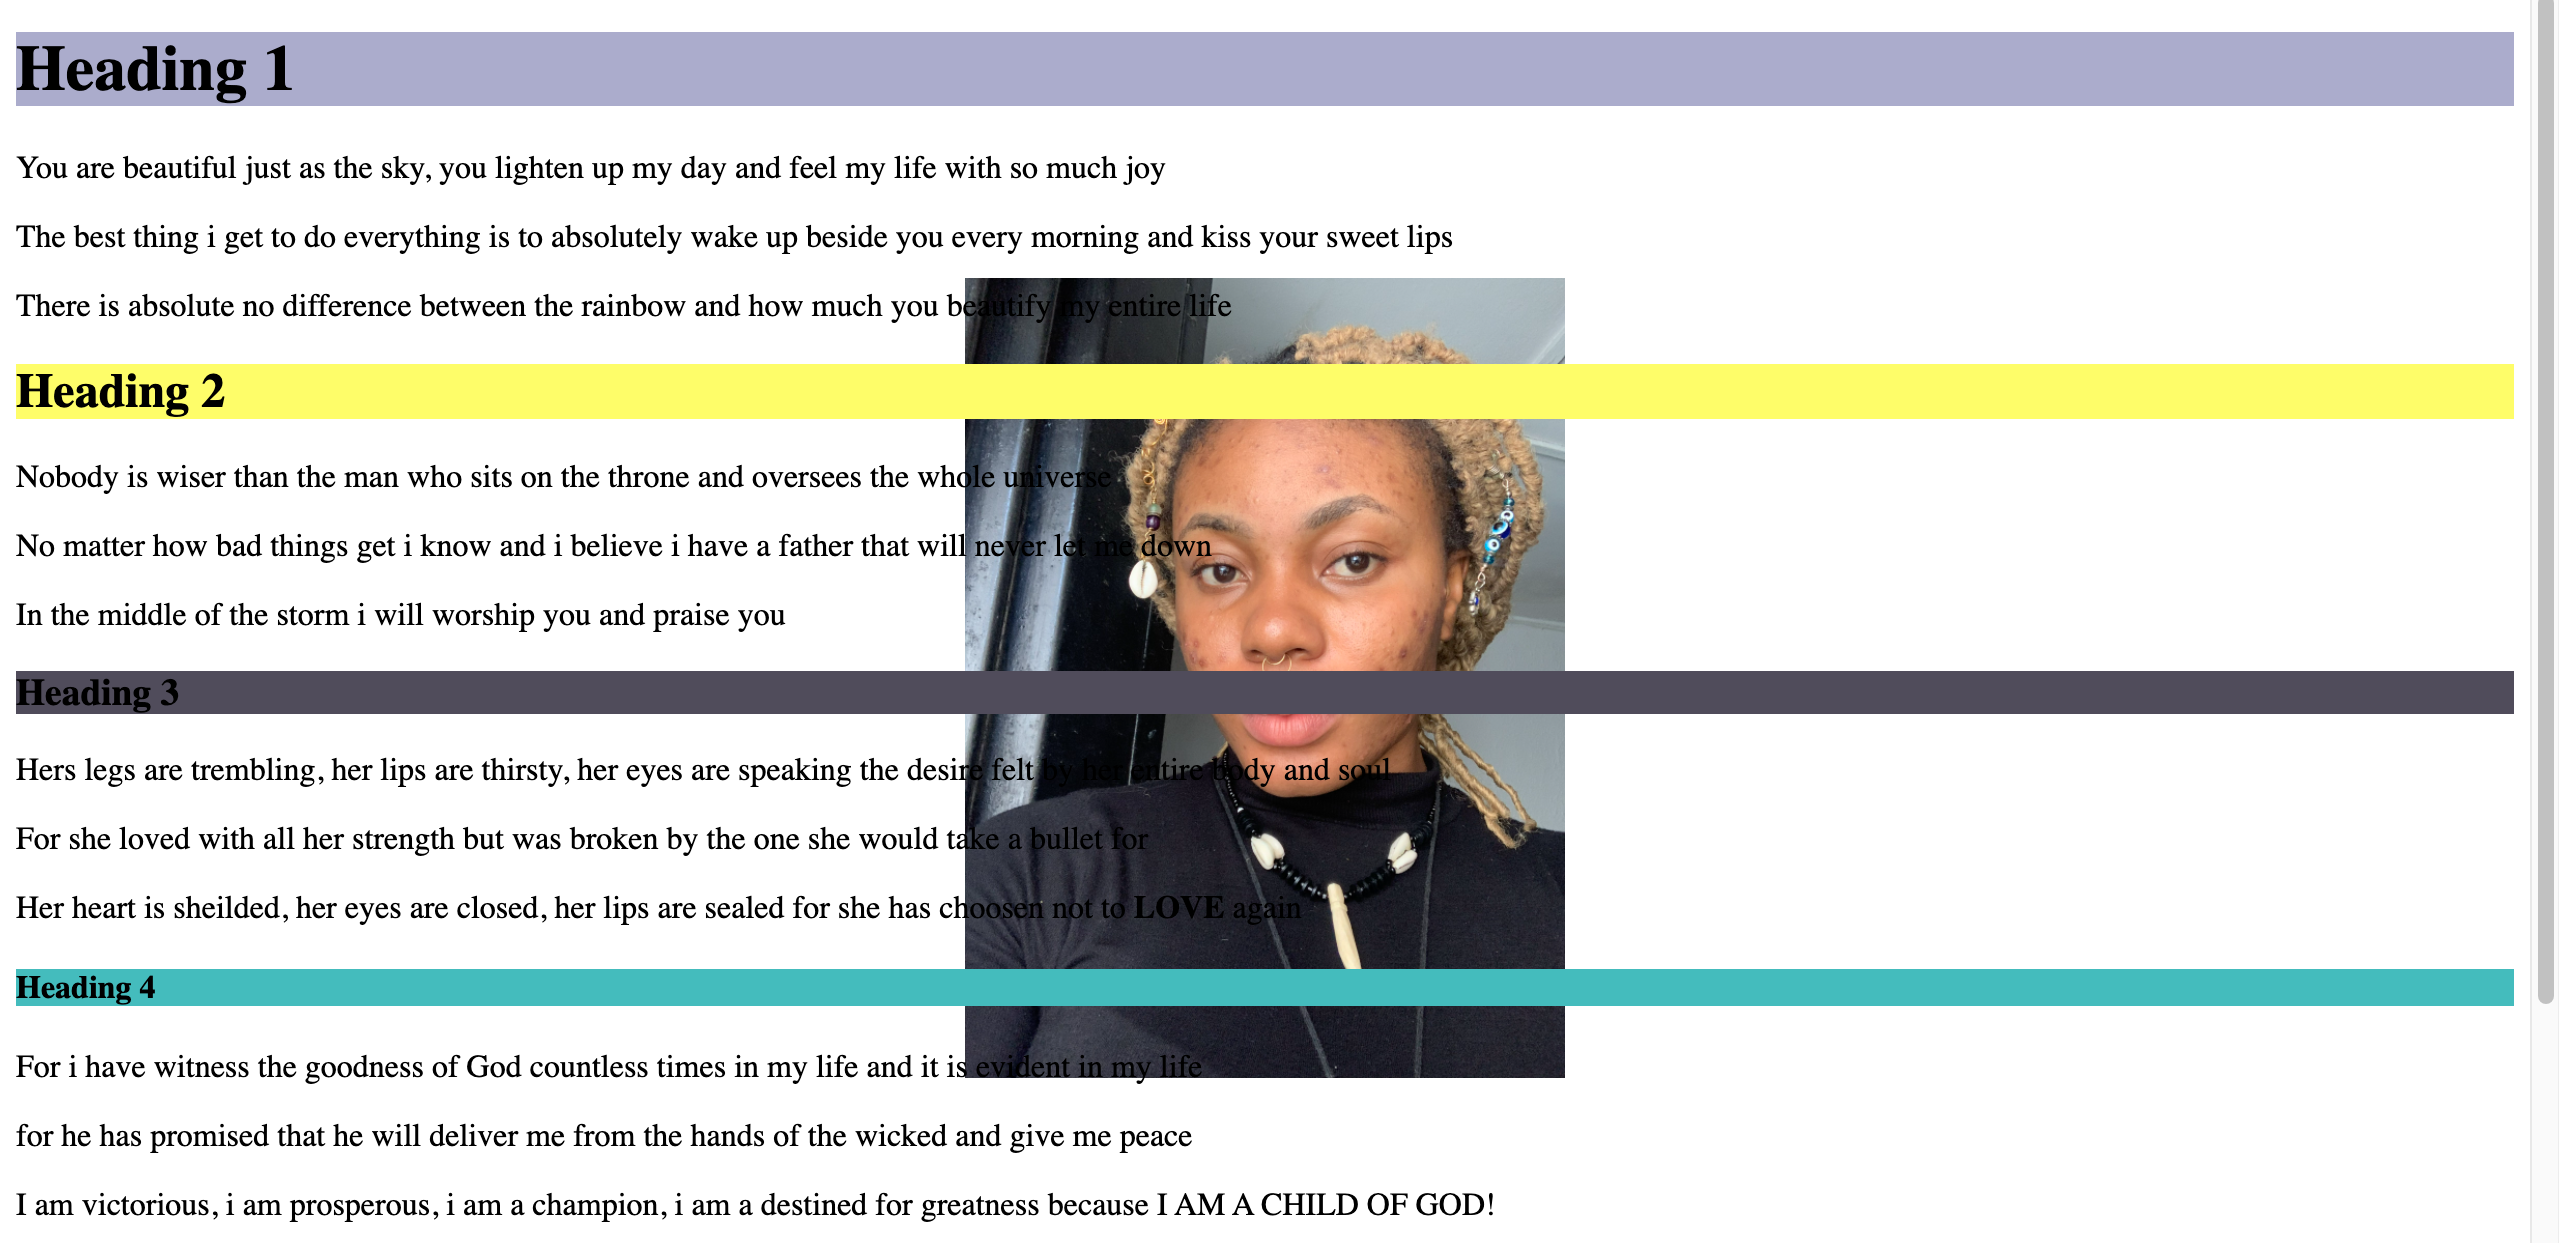 Heading 1
You are beautiful just as the sky, you lighten up my day and feel my life with so much joy
The best thing i get to do everything is to absolutely wake up beside you every morning and kiss your sweet lips
There is absolute no difference between the rainbow and how much you beautify my entire life
Heading 2
Nobody is wiser than the man who sits on the throne and oversees the whole universe
No matter how bad things get i know and i believe i have a father that will never let me down
In the middle of the storm i will worship you and praise you
Heading 3
Hers legs are trembling, her lips are thirsty, her eyes are speaking the desire felt by her entire body and soul
For she loved with all her strength but was broken by the one she would take a bullet for
Her heart is sheilded, her eyes are closed, her lips are sealed for she has choosen not to LOVE again
Heading 4
For i have witness the goodness of God countless times in my life and it is evident in my life
for he has promised that he will deliver me from the hands of the wicked and give me peace
I am victorious, i am prosperous, i am a champion, i am a destined for greatness because I AM A CHILD OF GOD!